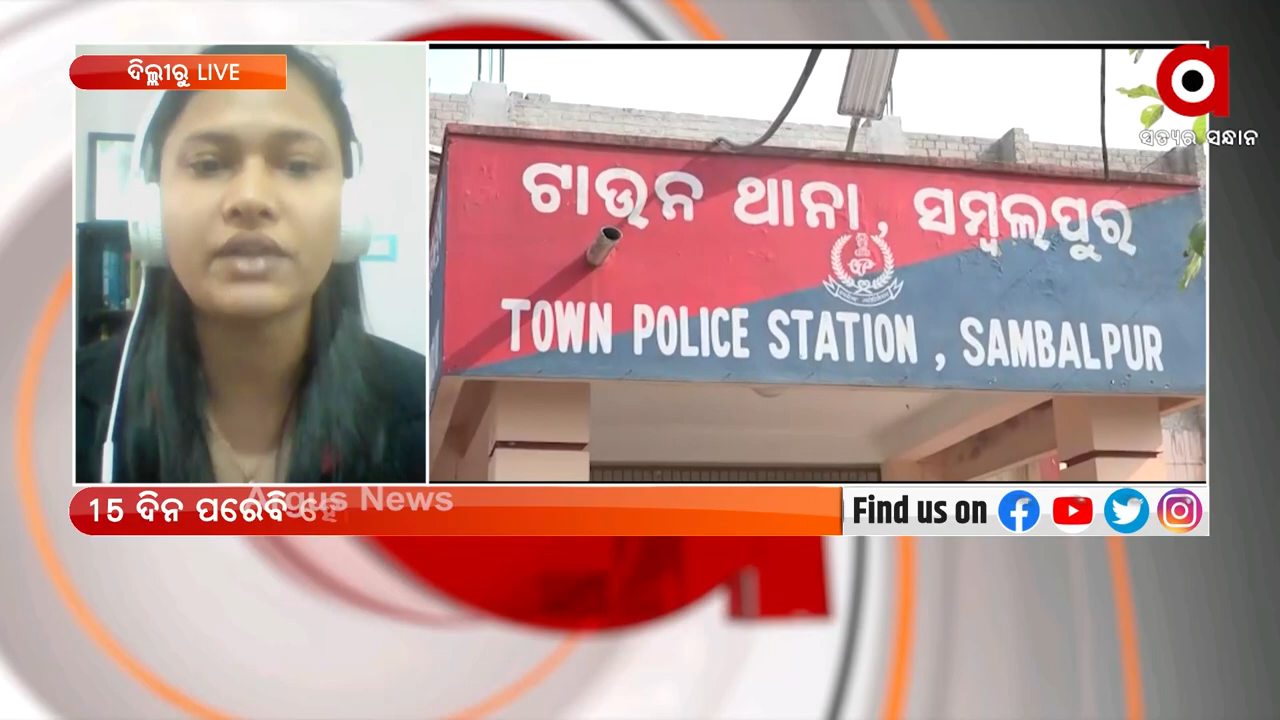 ଦିଲ୍ଲୀରୁ LIVE
ସତ୍ୟର ସନ୍ଧାନ
ଟାଉନ ଥାନା, ସମ୍ବଲପୁର
TOWN POLICE STATION, SAMBALPUR
Argus News
15 ଦିନ ପରେବି
Find us on